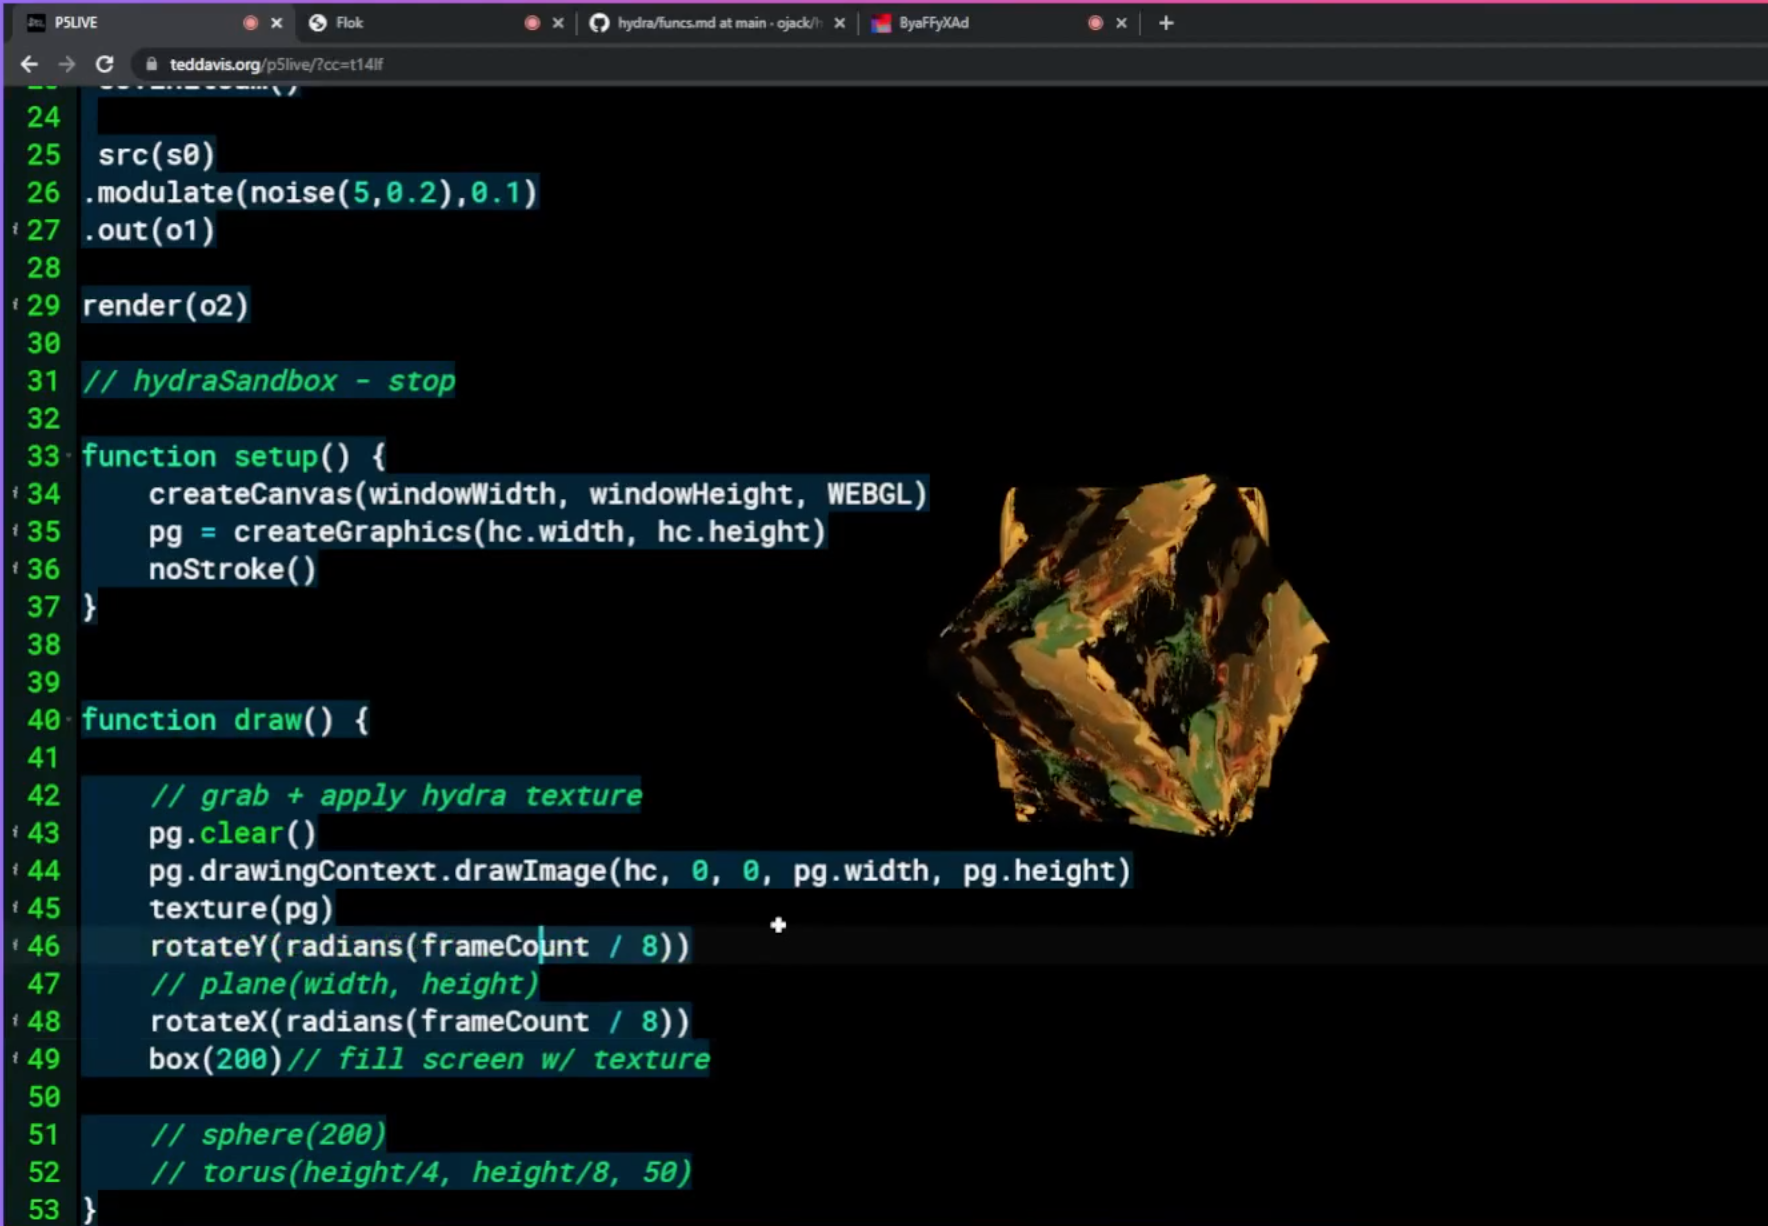 P5LIVE
Flok
hydra/funcs.md at main · ojack/h
ByaFFyXAd
teddavis.org/p5live/?cc=t14lf
24
25 src(s0)
26 .modulate(noise(5,0.2),0.1)
27 .out(o1)
28
29 render(o2)
30
31 // hydraSandbox - stop
32
33 function setup() {
34 createCanvas(windowWidth, windowHeight, WEBGL)
35 pg = createGraphics(hc.width, hc.height)
36 noStroke()
37 }
38
39
40 function draw() {
41
42 // grab + apply hydra texture
43 pg.clear()
44 pg.drawingContext.drawImage(hc, 0, 0, pg.width, pg.height)
45 texture(pg)
46 rotateY(radians(frameCount / 8))
47 // plane(width, height)
48 rotateX(radians(frameCount / 8))
49 box(200)// fill screen w/ texture
50
51 // sphere(200)
52 // torus(height/4, height/8, 50)
53 }